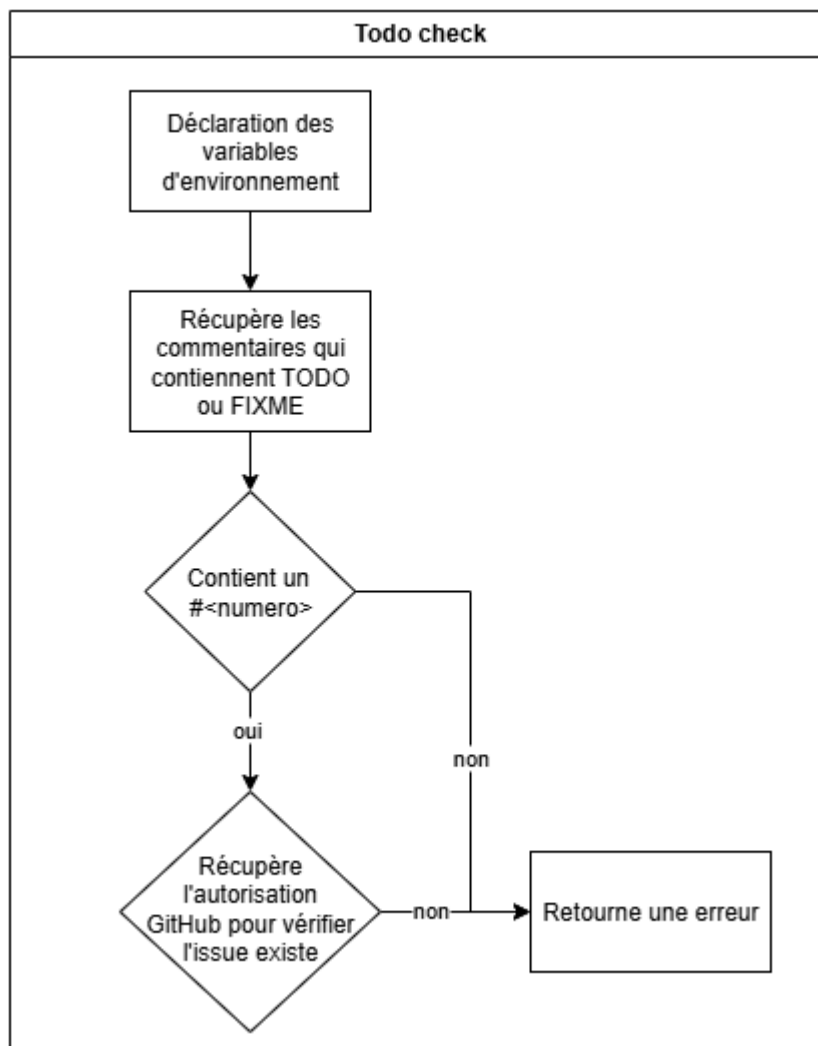 Todo check
Déclaration des
variables
d'environnement
Récupère les
commentaires qui
contiennent TODO
ou FIXME
Contient un
#<numero>
oui
non
Récupère
l'autorisation
GitHub pour vérifier
l'issue existe
non
Retourne une erreur